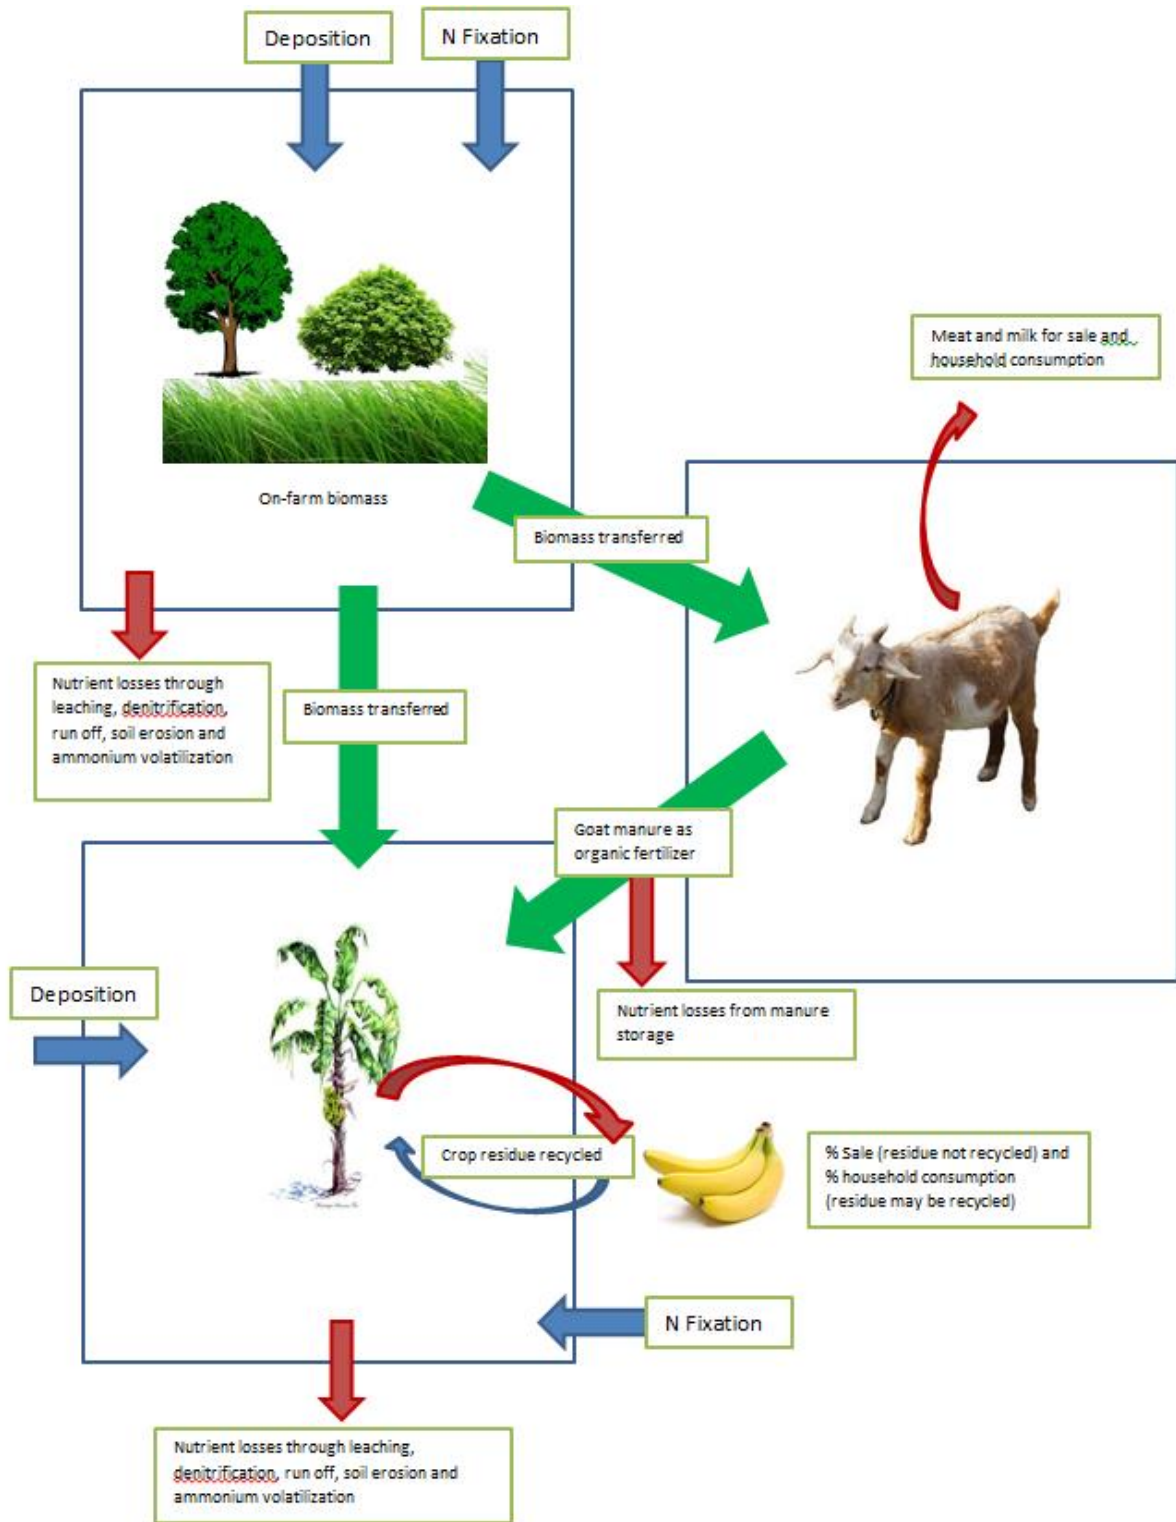 Deposition
N Fixation
On-farm biomass
Meat and milk for sale and
household consumption
Biomass transferred
Nutrient losses through
leaching, denitrification,
run off, soil erosion and
ammonium volatilization
Biomass transferred
Goat manure as
organic fertilizer
Deposition
Nutrient losses from manure
storage
Crop residue recycled
% Sale (residue not recycled) and
% household consumption
(residue may be recycled)
N Fixation
Nutrient losses through leaching,
denitrification, run off, soil erosion and
ammonium volatilization